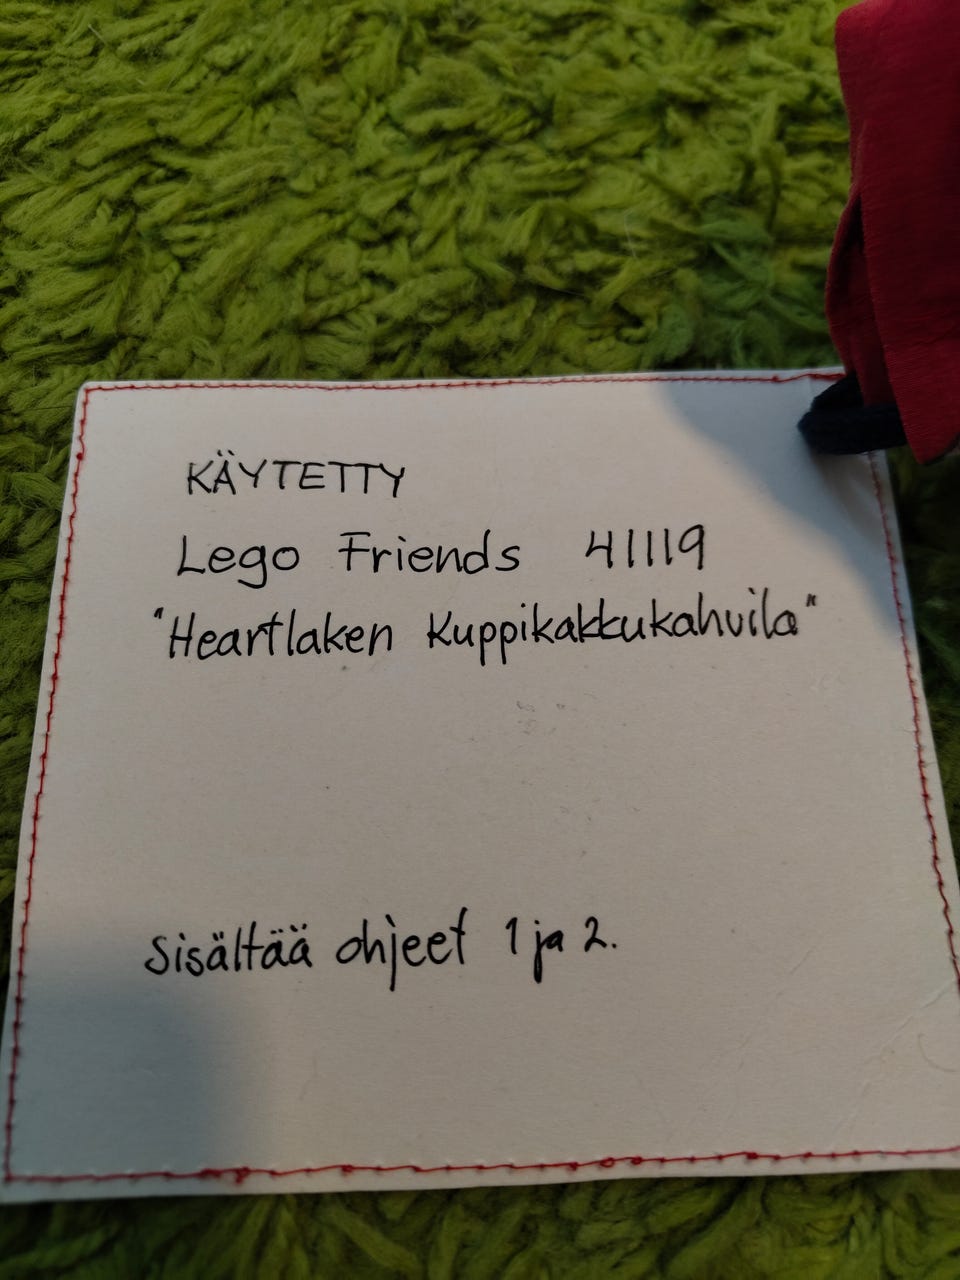 KÄYTETTY
Lego Friends 41119
"Heartlaken Kuppikakkukahvila"
Sisältää ohjeet 1 ja 2.